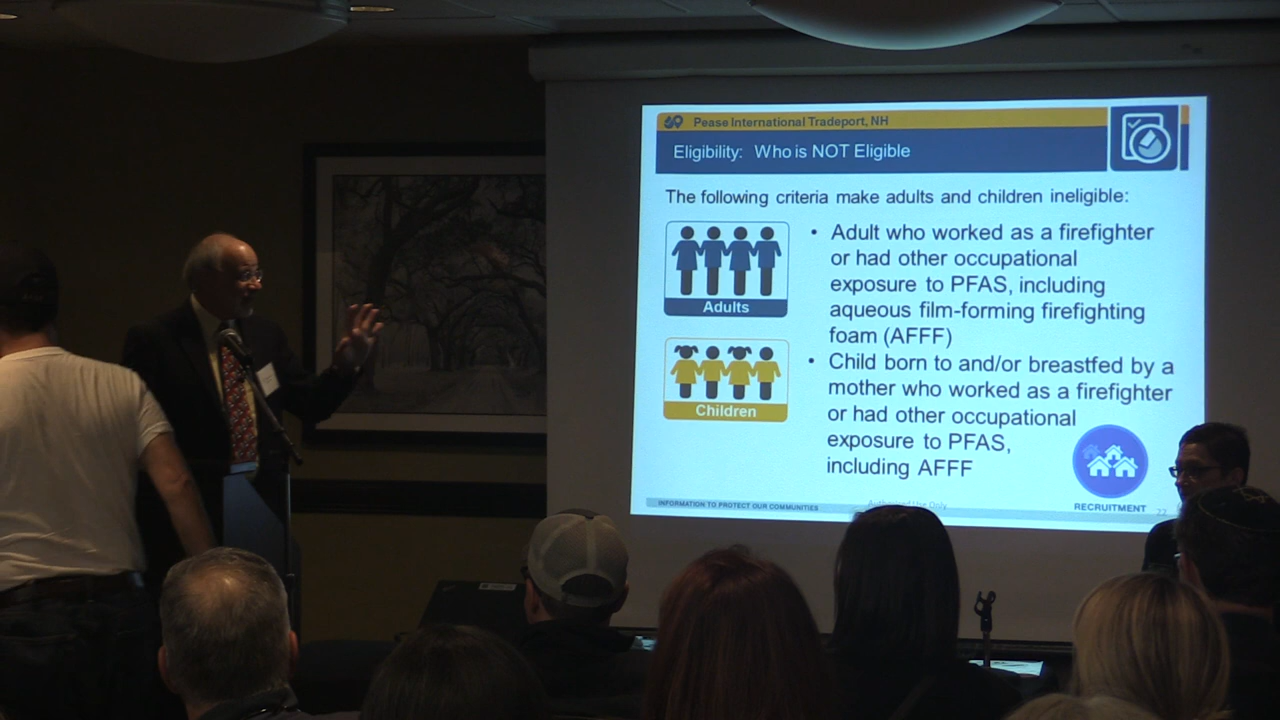 Pease International Tradeport, NH
Eligibility: Who is NOT Eligible
The following criteria make adults and children ineligible:
Adults
• Adult who worked as a firefighter
or had other occupational
exposure to PFAS, including
aqueous film-forming firefighting
foam (AFFF)
Children
• Child born to and/or breastfed by a
mother who worked as a firefighter
or had other occupational
exposure to PFAS,
including AFFF
INFORMATION TO PROTECT OUR COMMUNITIES
Authorized Use Only
RECRUITMENT
22